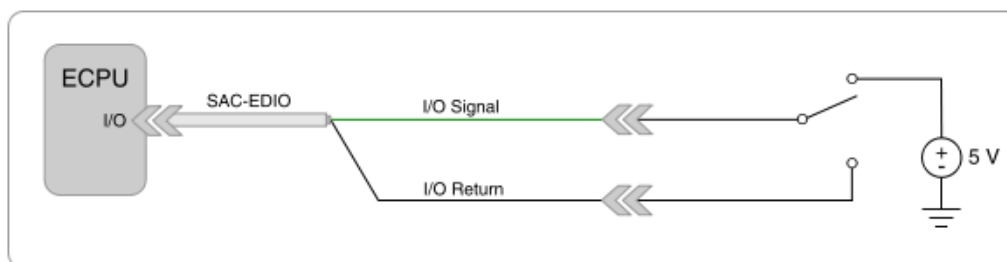 ECPU
I/O
SAC-EDIO
I/O Signal
I/O Return
+
-
5 V